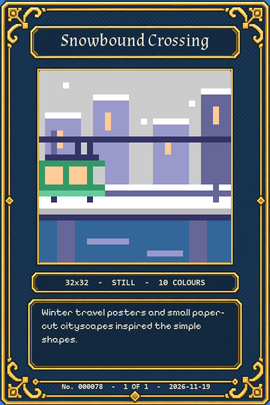 Snowbound Crossing
32x32 - STILL - 10 COLOURS
Winter travel posters and small paper-
cut cityscapes inspired the simple
shapes.
No. 000078 - 1 OF 1 - 2026-11-19